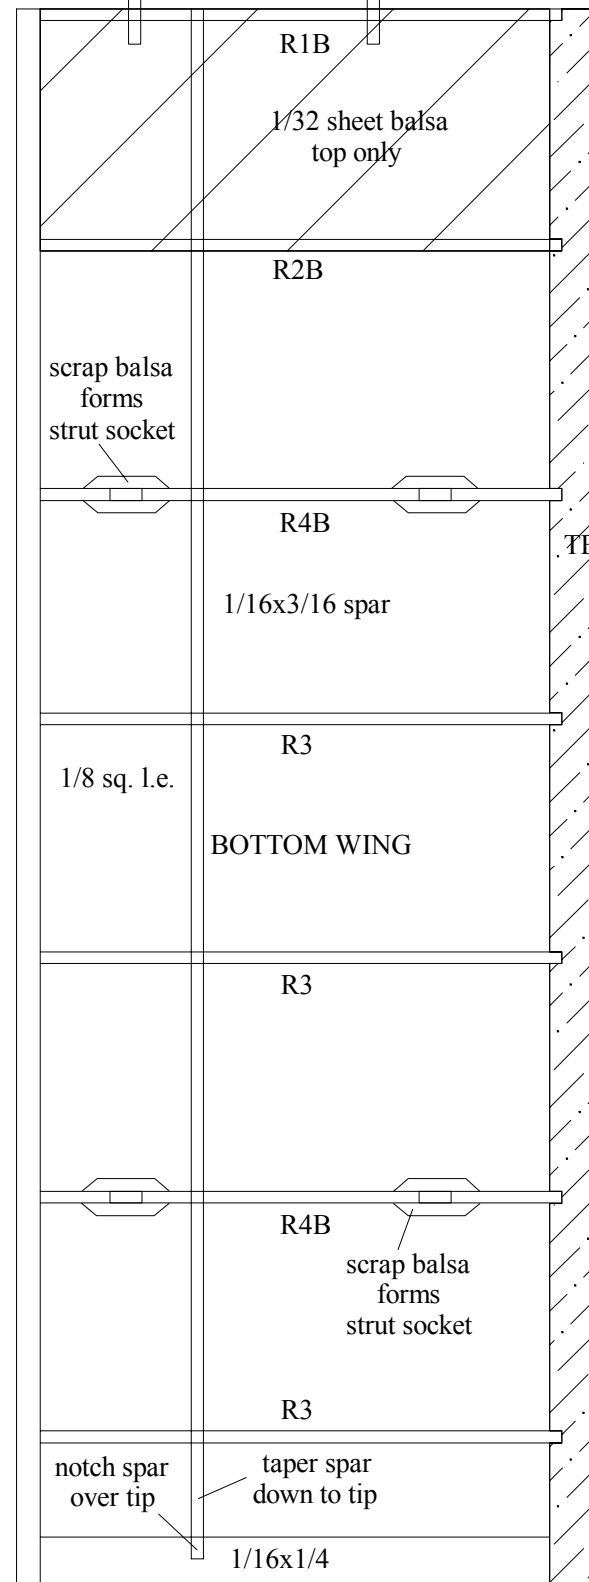 R1B
1/32 sheet balsa
top only
R2B
scrap balsa
forms
strut socket
R4B
TE
1/16x3/16 spar
R3
1/8 sq. l.e.
BOTTOM WING
R3
R4B
scrap balsa
forms
strut socket
R3
notch spar
over tip
taper spar
down to tip
1/16x1/4